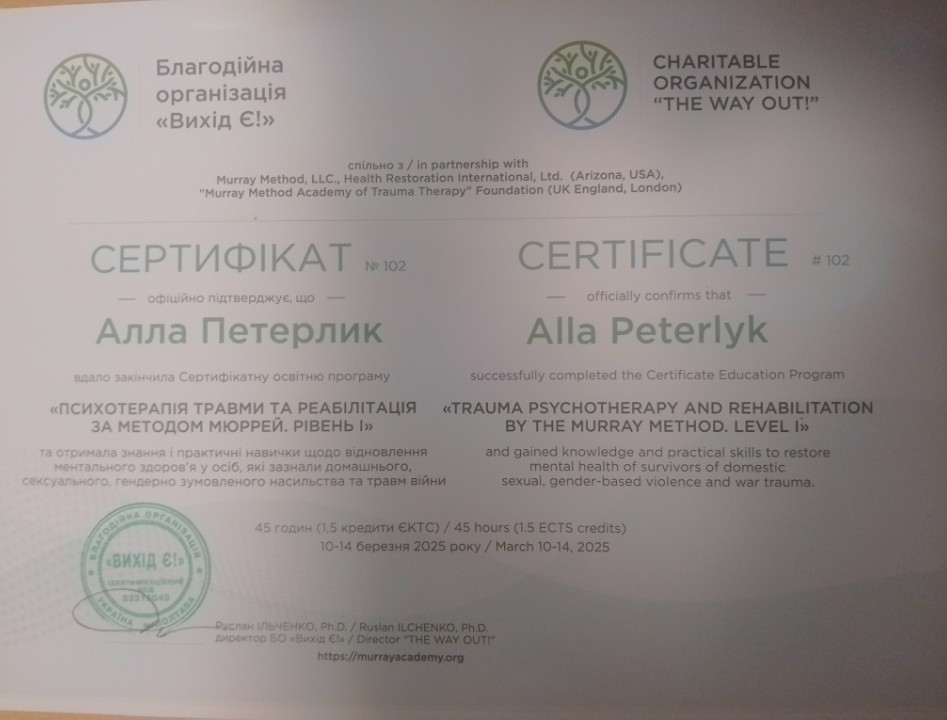 Благодійна
організація
«Вихід Є!»
CHARITABLE
ORGANIZATION
“THE WAY OUT!”
спільно з / in partnership with
Murray Method, LLC., Health Restoration International, Ltd. (Arizona, USA),
"Murray Method Academy of Trauma Therapy" Foundation (UK England, London)
СЕРТИФІКАТ № 102
офіційно підтверджує, що
Алла Петерлик
вдало закінчила Сертифікатну освітню програму
«ПСИХОТЕРАПІЯ ТРАВМИ ТА РЕАБІЛІТАЦІЯ
ЗА МЕТОДОМ МЮРРЕЙ. РІВЕНЬ I»
та отримала знання і практичні навички щодо відновлення
ментального здоров'я у осіб, які зазнали домашнього,
сексуального, гендерно зумовленого насильства та травм війни
CERTIFICATE # 102
officially confirms that
Alla Peterlyk
successfully completed the Certificate Education Program
«TRAUMA PSYCHOTHERAPY AND REHABILITATION
BY THE MURRAY METHOD. LEVEL I»
and gained knowledge and practical skills to restore
mental health of survivors of domestic
sexual, gender-based violence and war trauma.
45 годин (1,5 кредити ЄКТС) / 45 hours (1.5 ECTS credits)
10-14 березня 2025 року / March 10-14, 2025
БЛАГОДІЙНА ОРГАНІЗАЦІЯ
«ВИХІД Є!»
ІДЕНТИФІКАЦІЙНИЙ
КОД
УКРАЇНА ПОЛТАВА
Руслан ІЛЬЧЕНКО, Ph.D. / Ruslan ILCHENKO, Ph.D.
директор БО «Вихід Є!» / Director "THE WAY OUT!"
https://murrayacademy.org